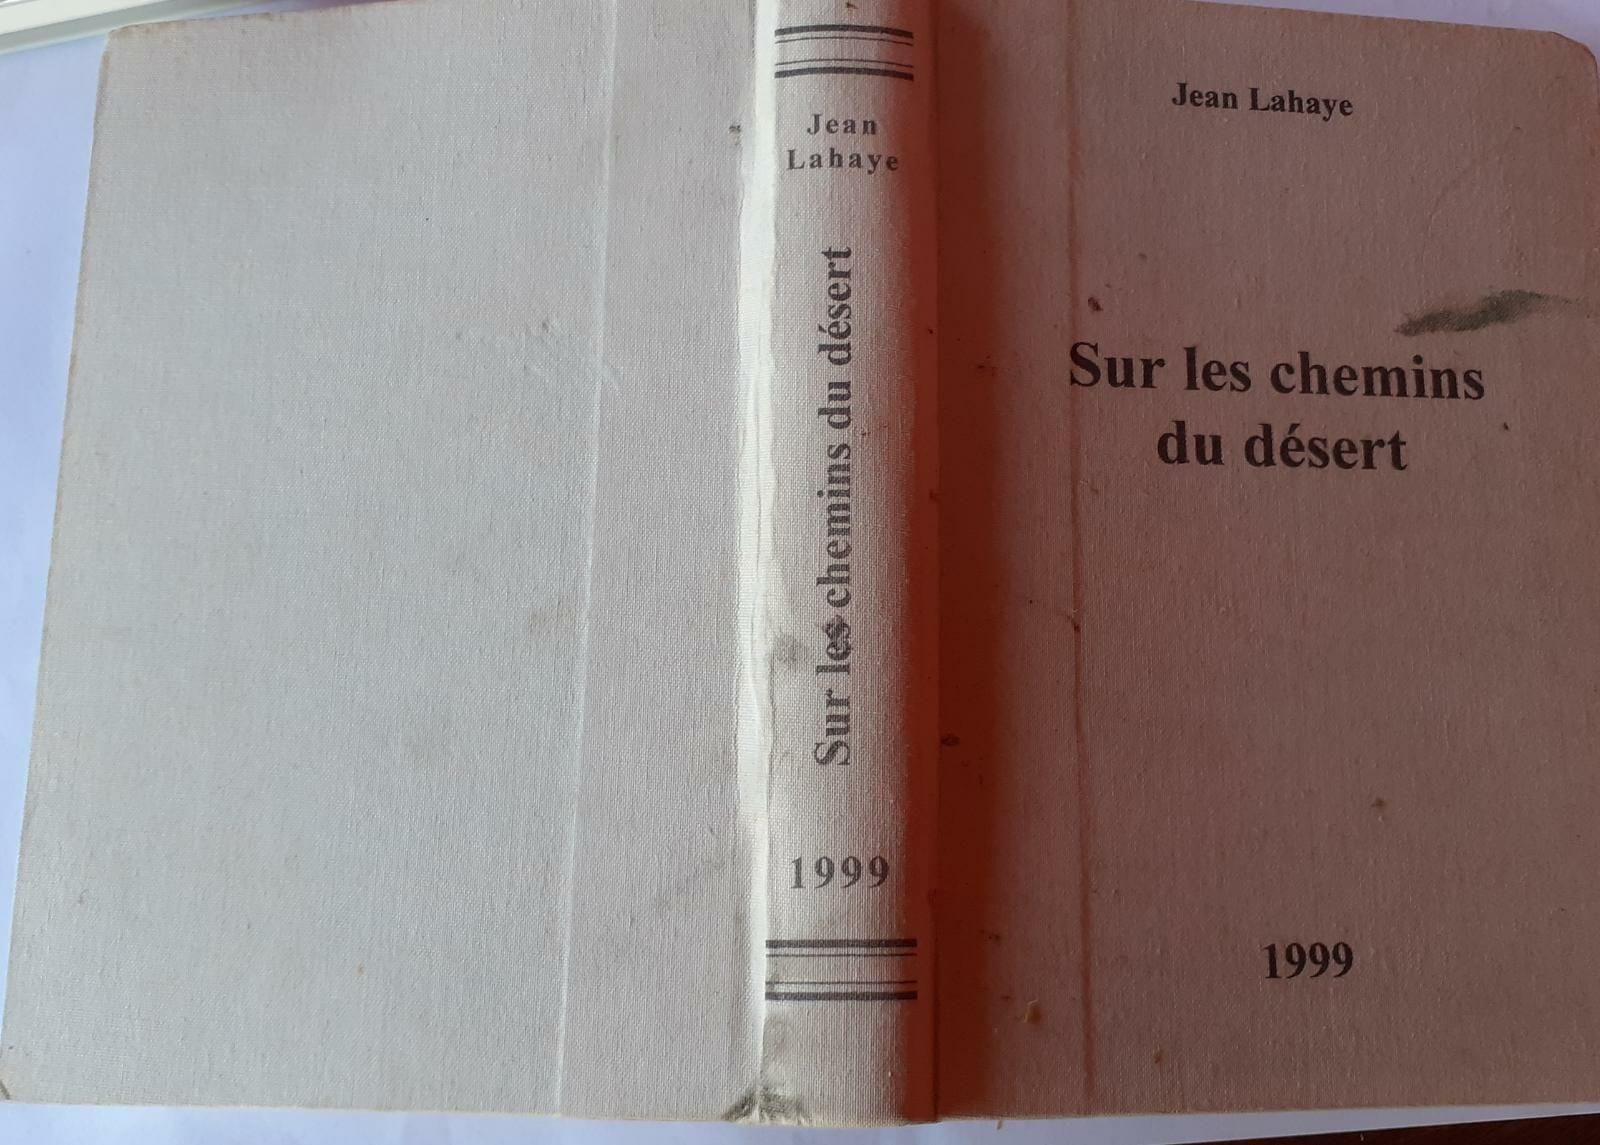 Jean
Lahaye
Sur les chemins du désert
1999
Jean Lahaye
Sur les chemins
du désert
1999